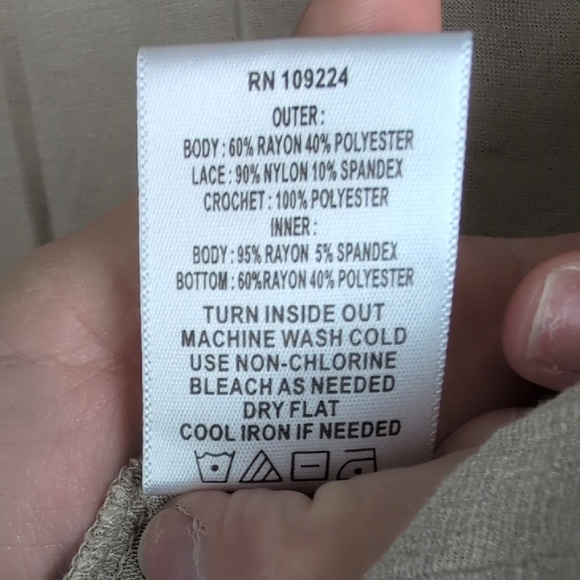 RN 109224
OUTER:
BODY:60% RAYON 40% POLYESTER
LACE:90% NYLON 10% SPANDEX
CROCHET:100% POLYESTER
INNER:
BODY:95% RAYON 5% SPANDEX
BOTTOM:60%RAYON 40% POLYESTER
TURN INSIDE OUT
MACHINE WASH COLD
USE NON-CHLORINE
BLEACH AS NEEDED
DRY FLAT
COOL IRON IF NEEDED